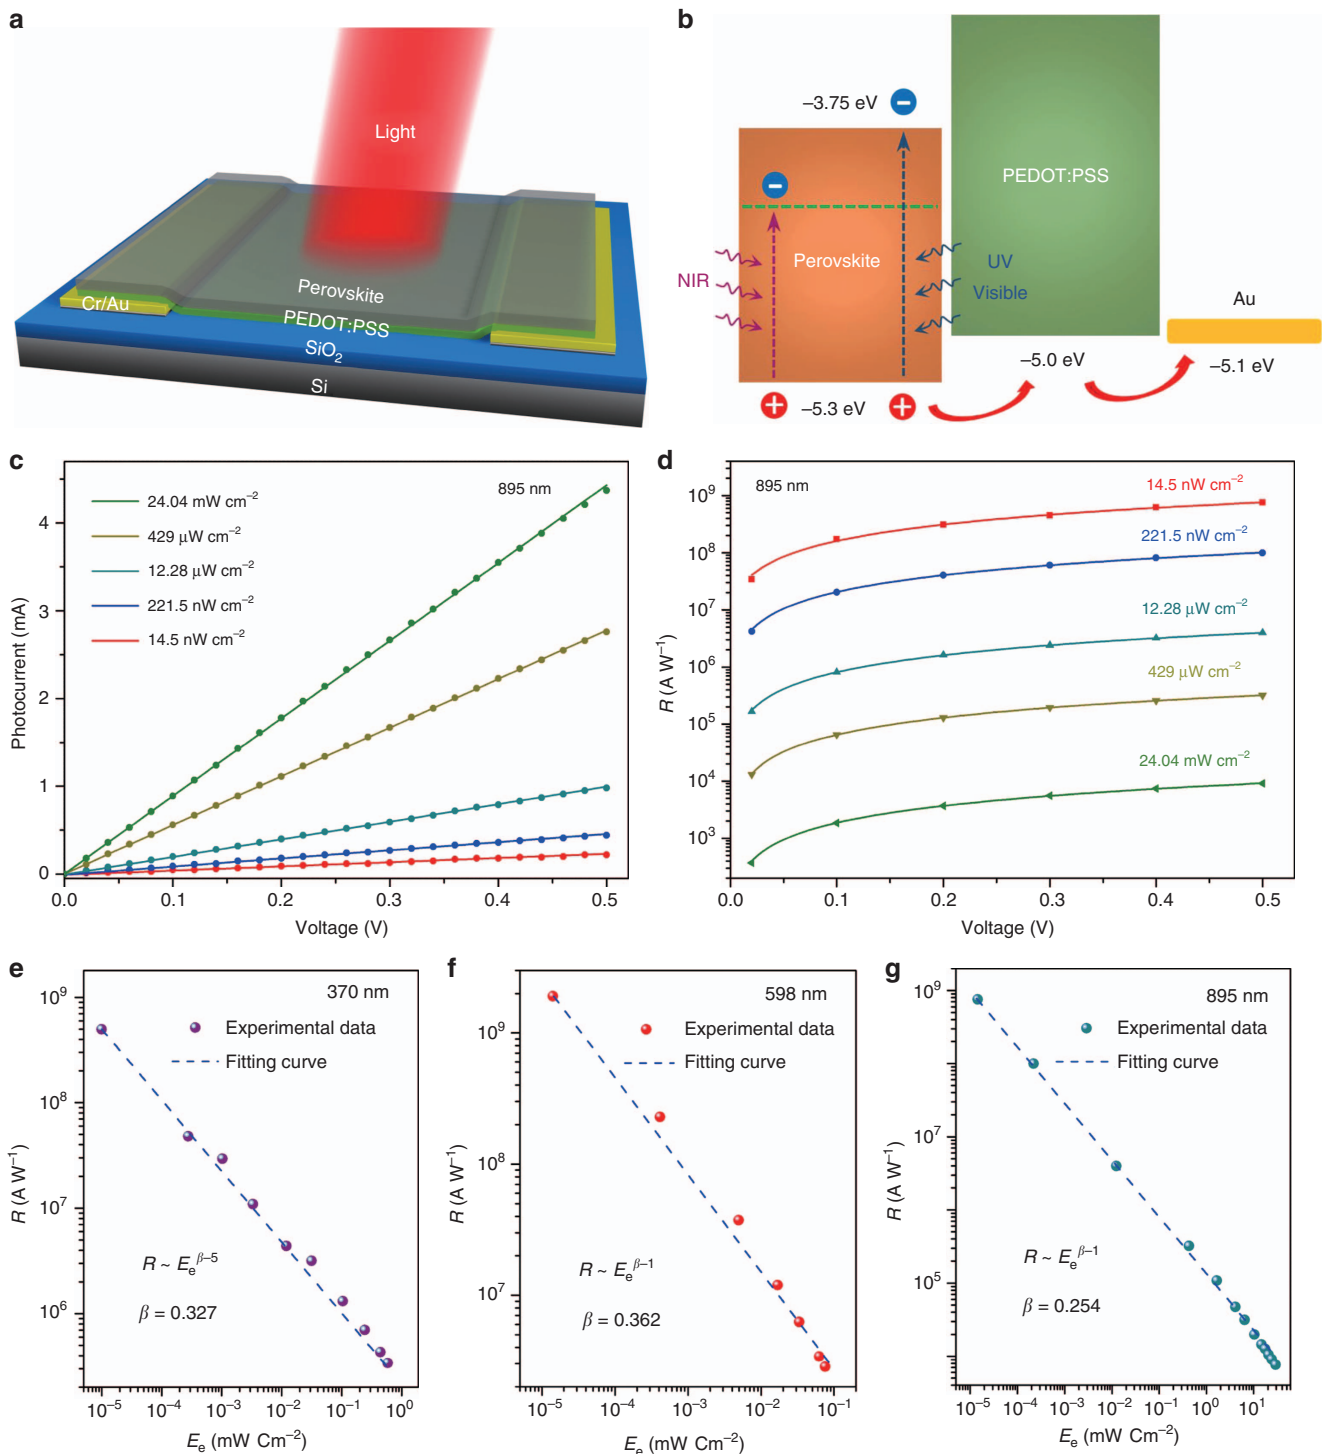 a
Light
Perovskite
Cr/Au
PEDOT:PSS
SiO₂
Si
b
−3.75 eV
PEDOT:PSS
Perovskite
NIR
UV
Visible
Au
−5.0 eV
−5.1 eV
−5.3 eV
c
895 nm
24.04 mW cm⁻²
429 μW cm⁻²
12.28 μW cm⁻²
221.5 nW cm⁻²
14.5 nW cm⁻²
Photocurrent (mA)
4
3
2
1
0
0.0 0.1 0.2 0.3 0.4 0.5
Voltage (V)
d
895 nm
14.5 nW cm⁻²
221.5 nW cm⁻²
12.28 μW cm⁻²
429 μW cm⁻²
24.04 mW cm⁻²
R (A W⁻¹)
10⁹
10⁸
10⁷
10⁶
10⁵
10⁴
10³
0.0 0.1 0.2 0.3 0.4 0.5
Voltage (V)
e
370 nm
Experimental data
Fitting curve
R ~ Eₑ^β−5
β = 0.327
R (A W⁻¹)
10⁹
10⁸
10⁷
10⁶
10⁻⁵ 10⁻⁴ 10⁻³ 10⁻² 10⁻¹ 10⁰
Eₑ (mW Cm⁻²)
f
598 nm
Experimental data
Fitting curve
R ~ Eₑ^β−1
β = 0.362
R (A W⁻¹)
10⁹
10⁸
10⁷
10⁻⁵ 10⁻⁴ 10⁻³ 10⁻² 10⁻¹
Eₑ (mW Cm⁻²)
g
895 nm
Experimental data
Fitting curve
R ~ Eₑ^β−1
β = 0.254
R (A W⁻¹)
10⁹
10⁷
10⁵
10⁻⁵ 10⁻⁴ 10⁻³ 10⁻² 10⁻¹ 10⁰ 10¹
Eₑ (mW Cm⁻²)